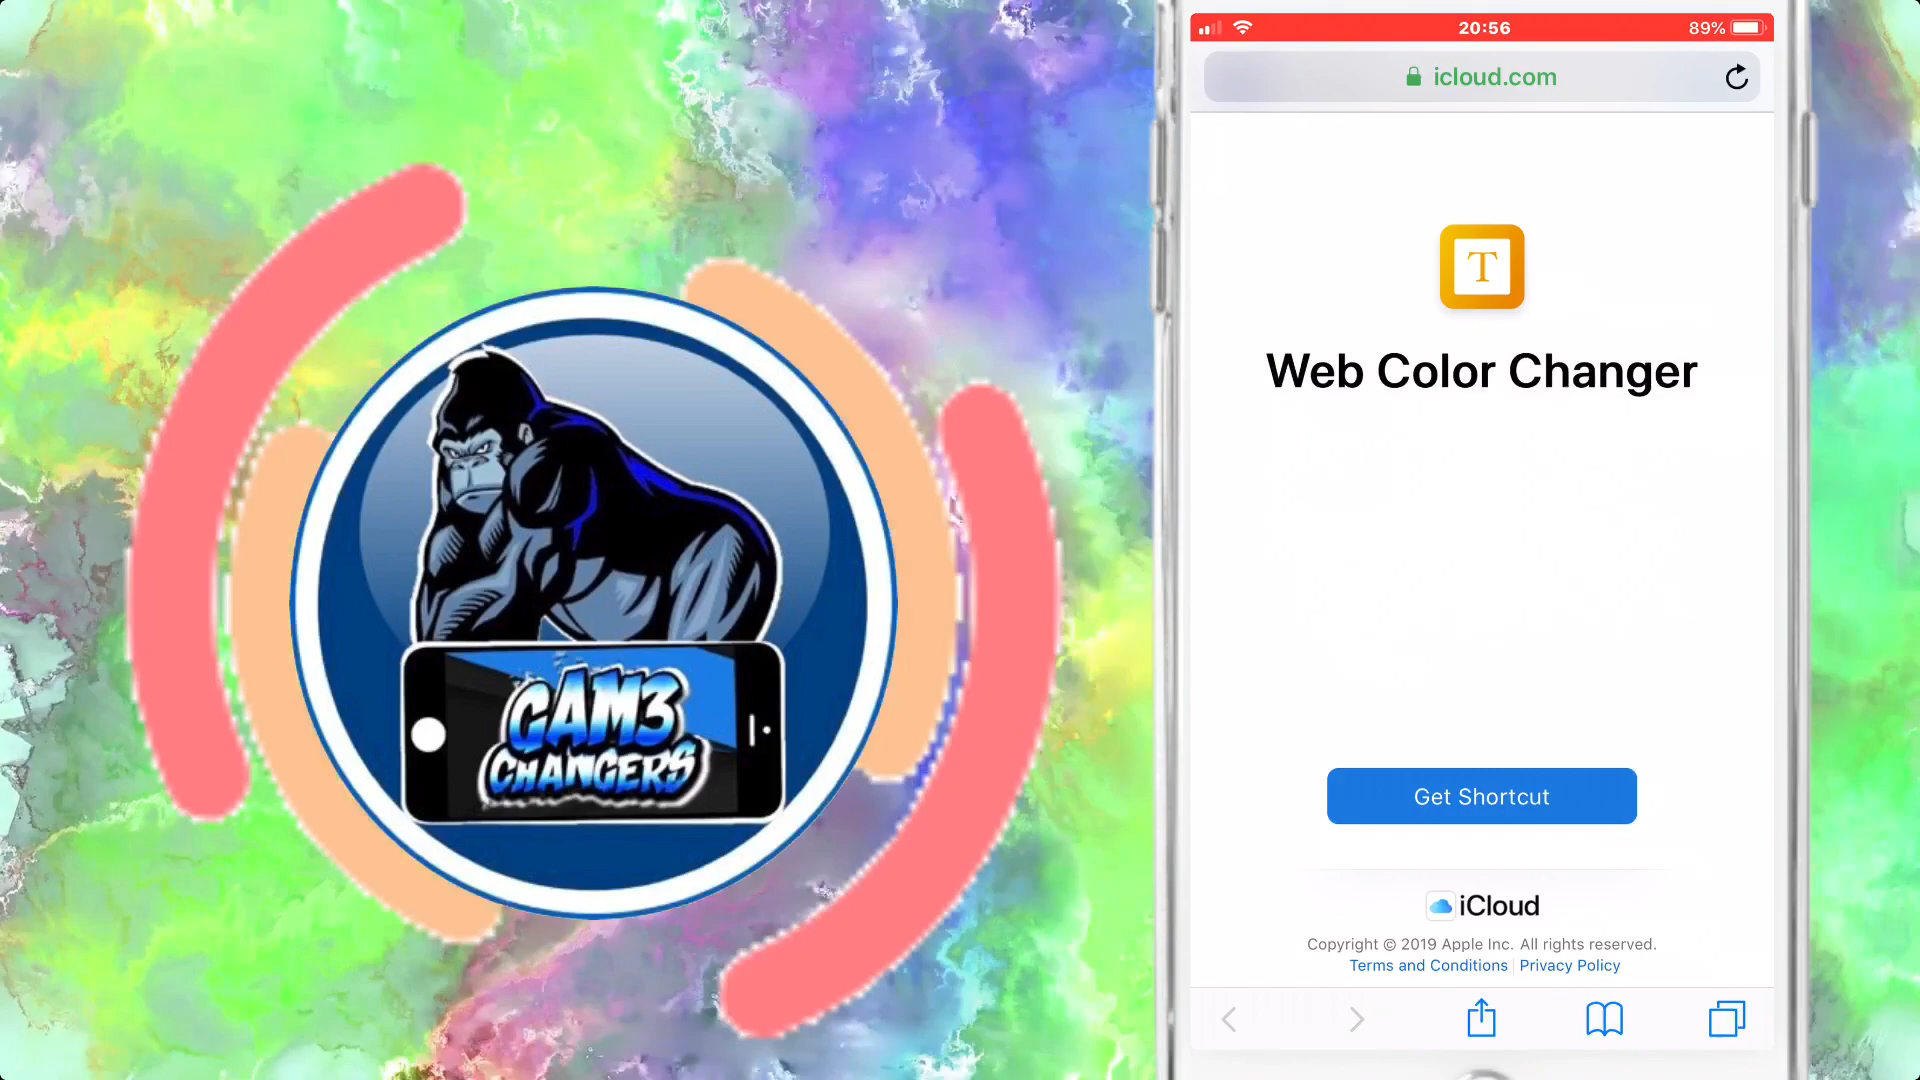 GAM3
CHANGERS
20:56
89%
icloud.com
T
Web Color Changer
Get Shortcut
iCloud
Copyright © 2019 Apple Inc. All rights reserved.
Terms and Conditions | Privacy Policy